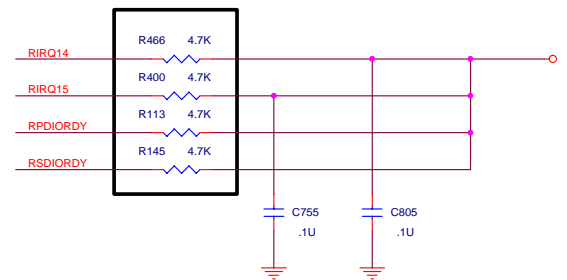 R466 4.7K
RIRQ14
R400 4.7K
RIRQ15
R113 4.7K
RPDIORDY
R145 4.7K
RSDIORDY
C755 C805
.1U .1U